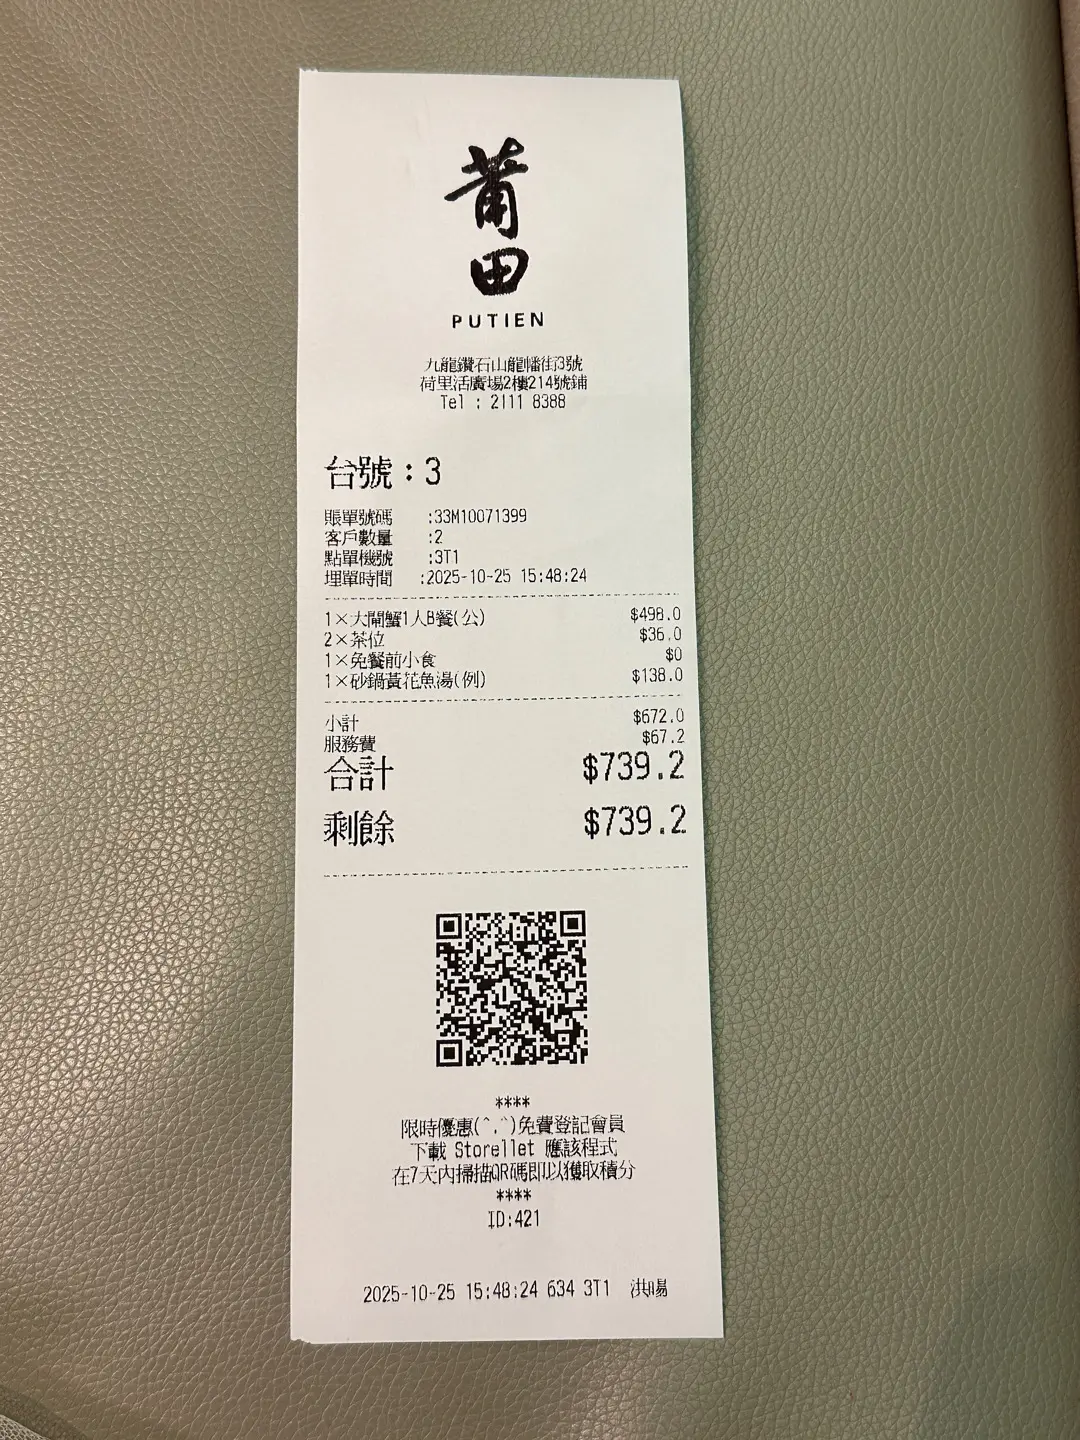 莆
田
PUTIEN
九龍鑽石山龍蟠街3號
荷里活廣場2樓214號鋪
Tel : 2111 8388
台號：3
賬單號碼 :33M10071399
客戶數量 :2
點單機號 :3T1
埋單時間 :2025-10-25 15:48:24
1×大閘蟹1人B餐(公) $498.0
2×茶位 $36.0
1×免餐前小食 $0
1×砂鍋黃花魚湯(例) $138.0
小計 $672.0
服務費 $67.2
合計 $739.2
剩餘 $739.2
****
限時優惠(^.^)免費登記會員
下載 Storellet 應該程式
在7天內掃描QR碼即以獲取積分
****
ID:421
2025-10-25 15:48:24 634 3T1